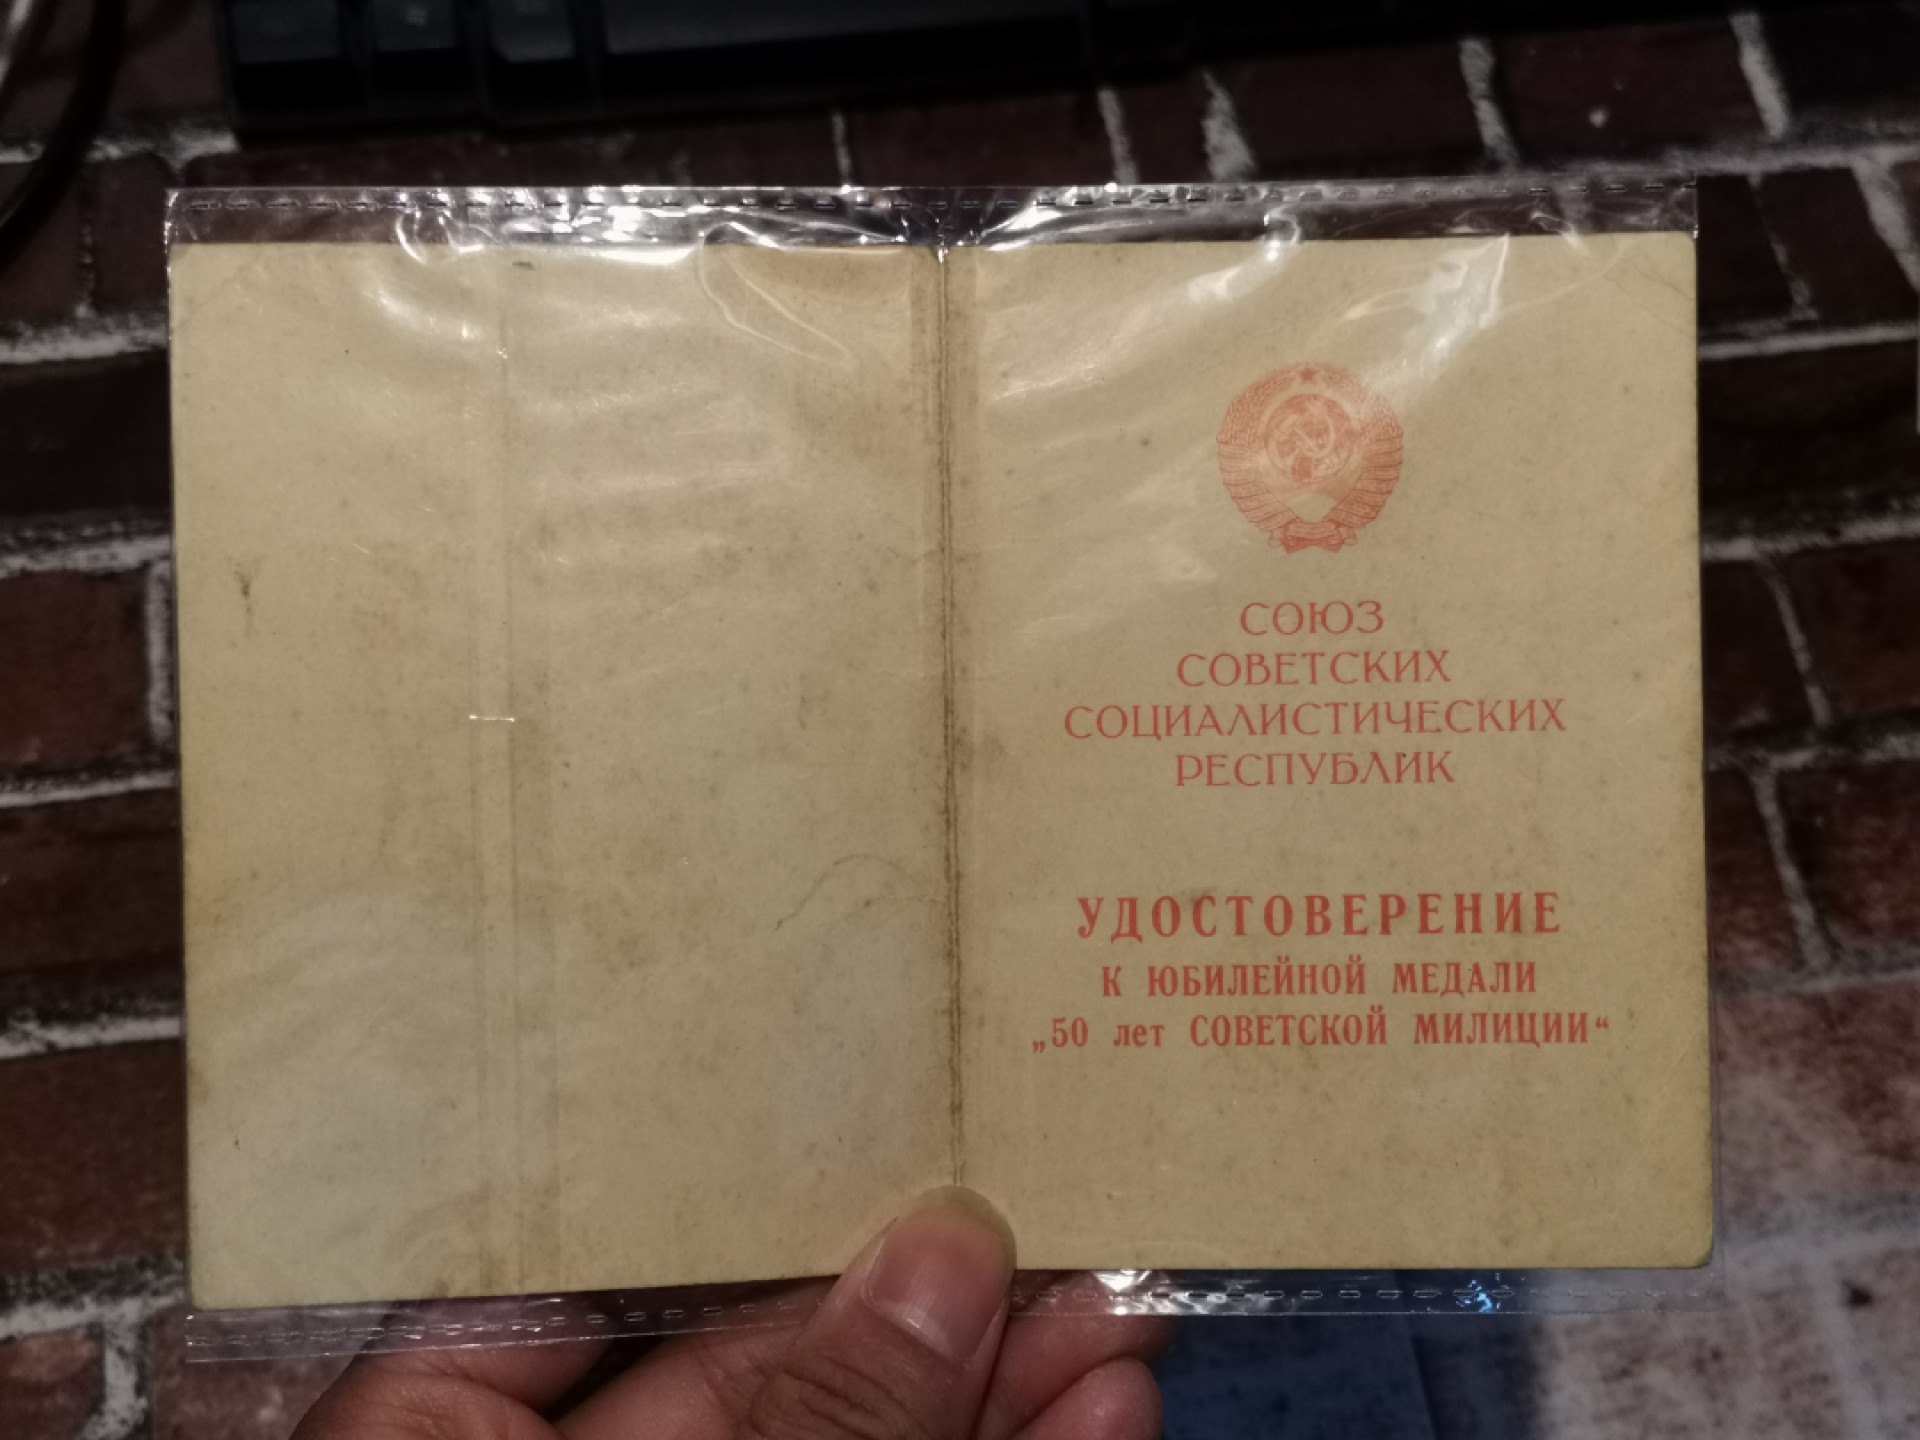 СОЮЗ
СОВЕТСКИХ
СОЦИАЛИСТИЧЕСКИХ
РЕСПУБЛИК
УДОСТОВЕРЕНИЕ
К ЮБИЛЕЙНОЙ МЕДАЛИ
„50 лет СОВЕТСКОЙ МИЛИЦИИ“